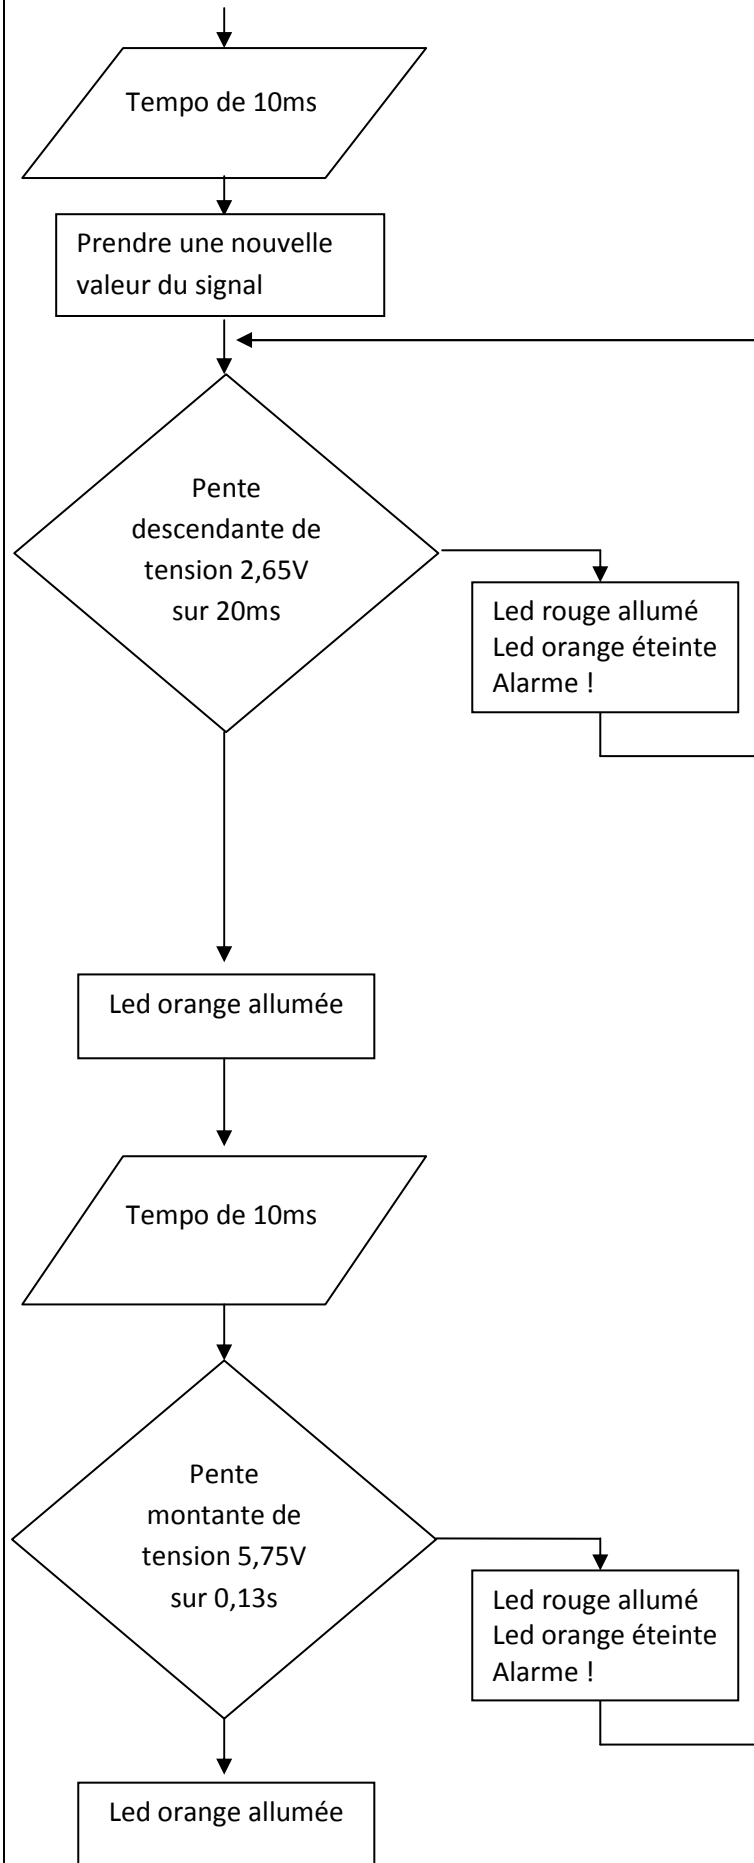 Tempo de 10ms
Prendre une nouvelle
valeur du signal
Pente
descendante de
tension 2,65V
sur 20ms
Led rouge allumé
Led orange éteinte
Alarme !
Led orange allumée
Tempo de 10ms
Pente
montante de
tension 5,75V
sur 0,13s
Led rouge allumé
Led orange éteinte
Alarme !
Led orange allumée